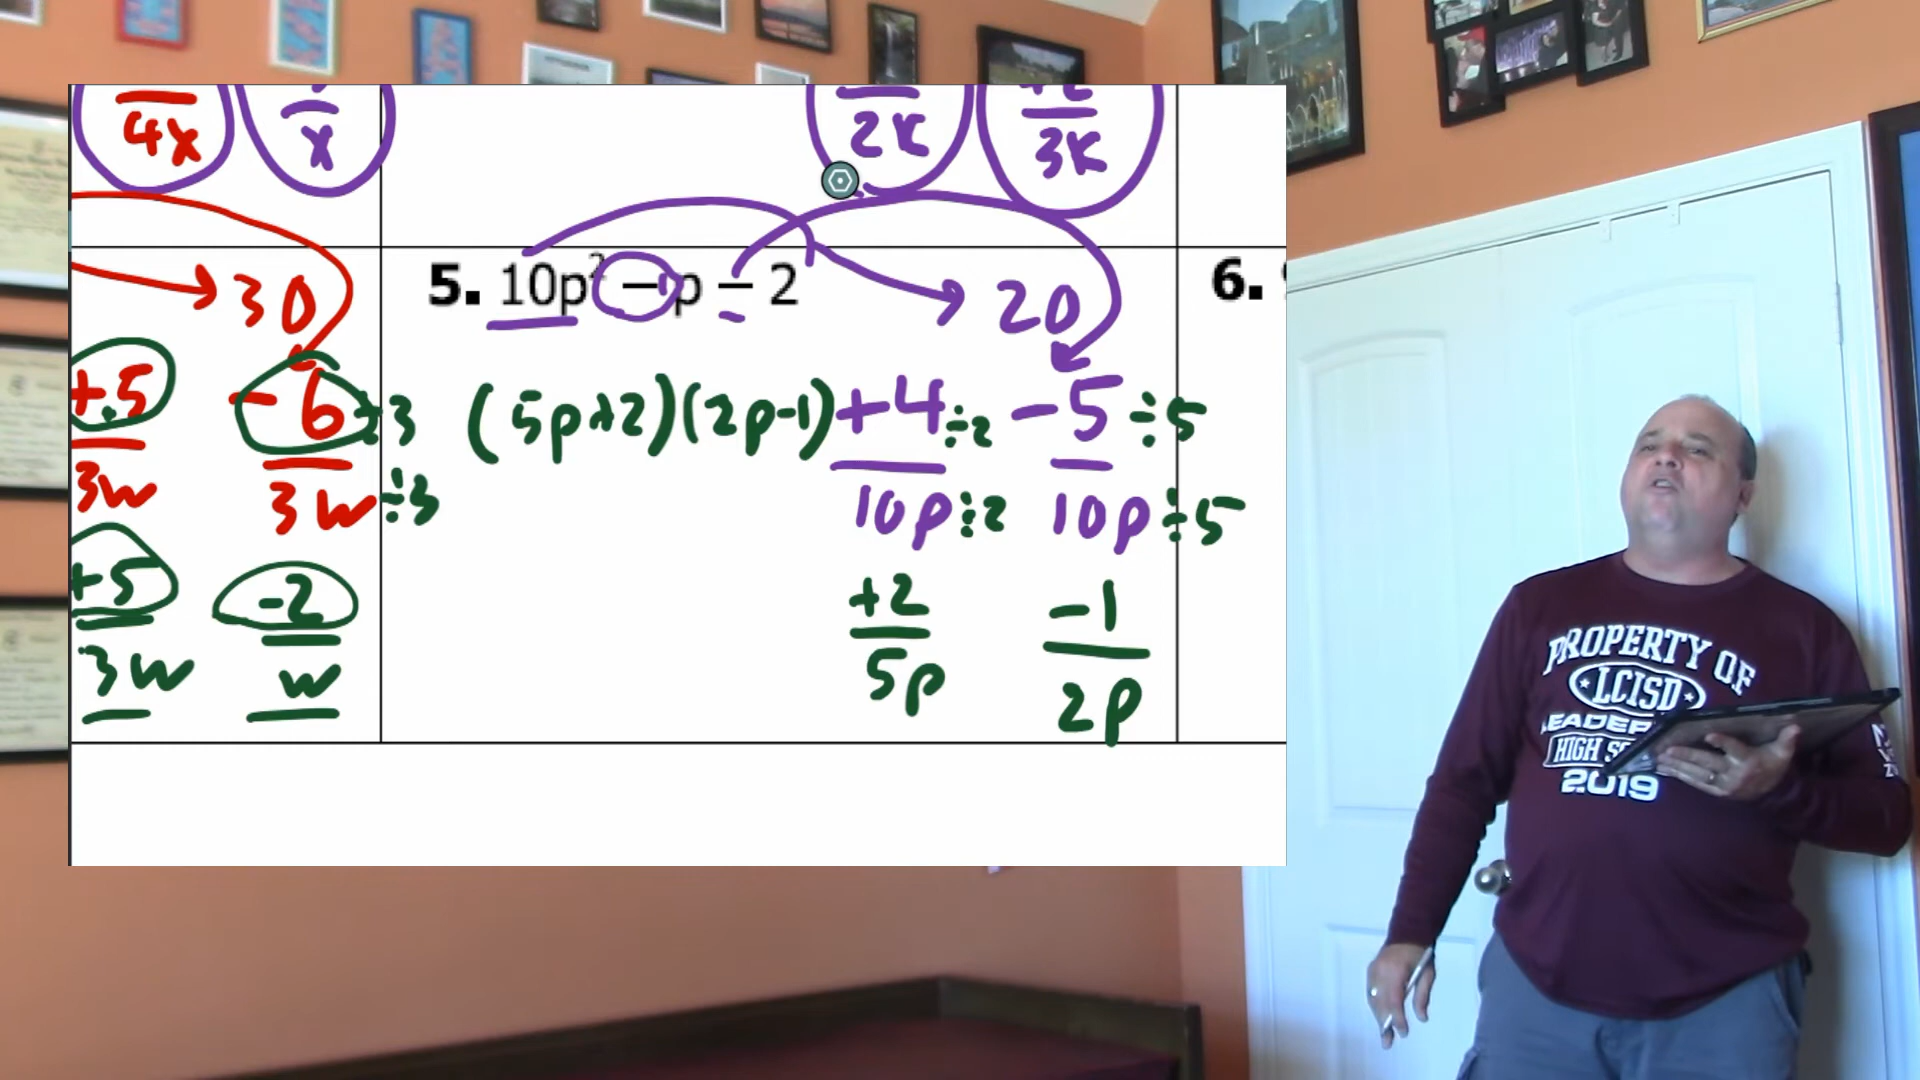 4x
x
2k
+2
3k
30
5. 10p² − p − 2
20
6.
+5
-6 ÷3
(5p+2)(2p-1)
+4 ÷2
-5 ÷5
3w
3w ÷3
10p ÷2
10p ÷5
+5
-2
+2
-1
3w
w
5p
2p
PROPERTY OF
LCISD
HIGH
2019